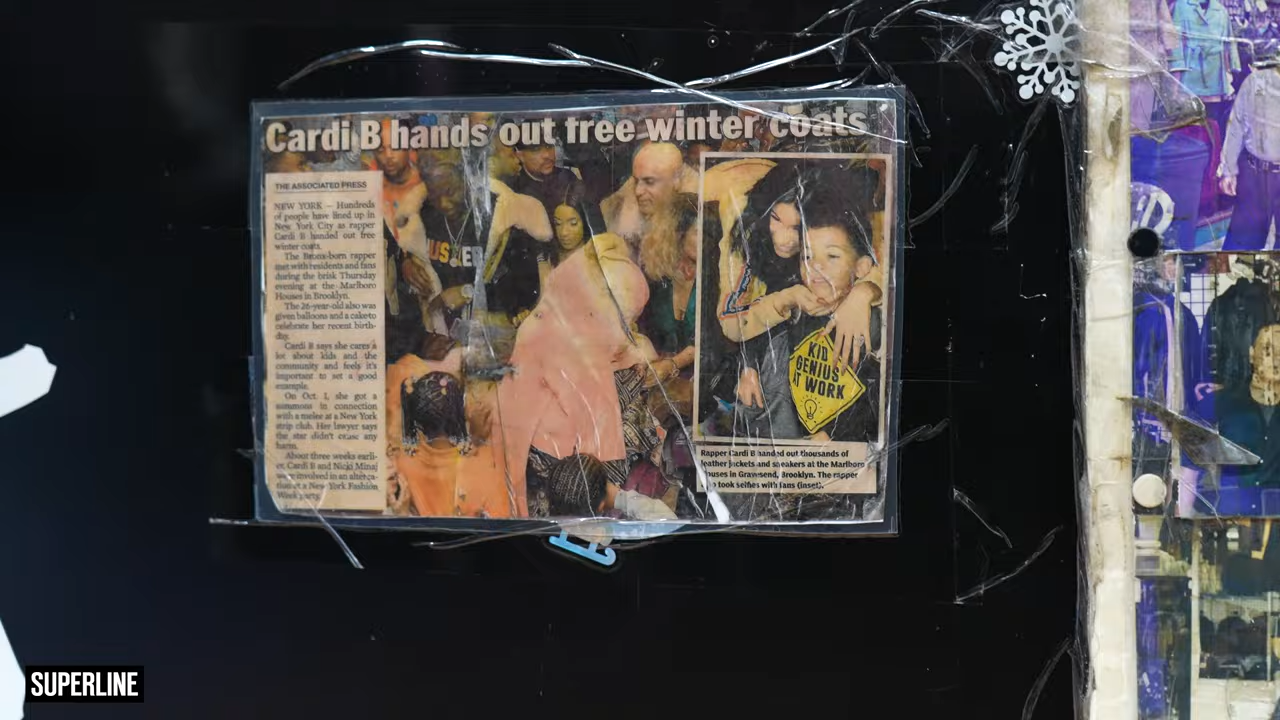 Cardi B hands out free winter coats
THE ASSOCIATED PRESS
NEW YORK — Hundreds
of people have lined up in
New York City as rapper
Cardi B handed out free
winter coats.
The Bronx-born rapper
met with residents and fans
during the brisk Thursday
evening at the Marlboro
Houses in Brooklyn.
The 26-year-old also was
given balloons and a cake to
celebrate her recent birth-
day.
Cardi B says she cares a
lot about kids and the
community and feels it's
important to set a good
example.
On Oct. 1, she got a
summons in connection
with a melee at a New York
strip club. Her lawyer says
the star didn't cause any
harm.
About three weeks earli-
er, Cardi B and Nicki Minaj
were involved in an alterca-
tion at a New York Fashion
Week party.
KID
GENIUS
AT WORK
Rapper Cardi B handed out thousands of
leather jackets and sneakers at the Marlboro
Houses in Gravesend, Brooklyn. The rapper
also took selfies with fans (inset).
SUPERLINE